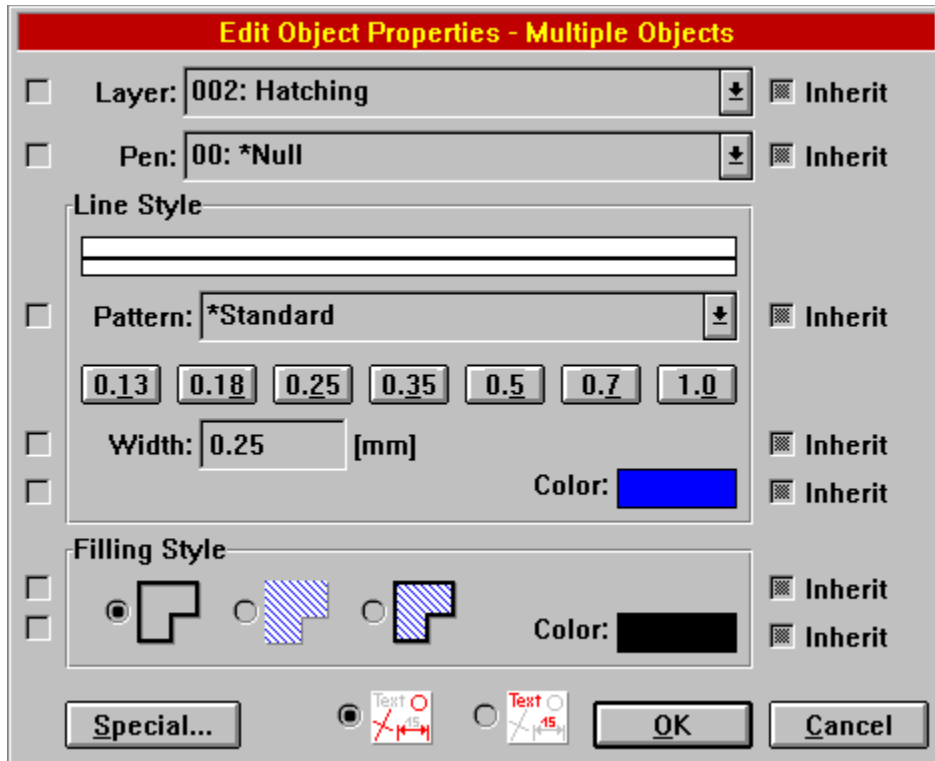 Edit Object Properties - Multiple Objects
Layer: 002: Hatching Inherit
Pen: 00: *Null Inherit
Line Style
Pattern: *Standard Inherit
0.13 0.18 0.25 0.35 0.5 0.7 1.0
Width: 0.25 [mm] Inherit
Color: Inherit
Filling Style
Inherit
Color: Inherit
Special... Text 15 Text 15 OK Cancel